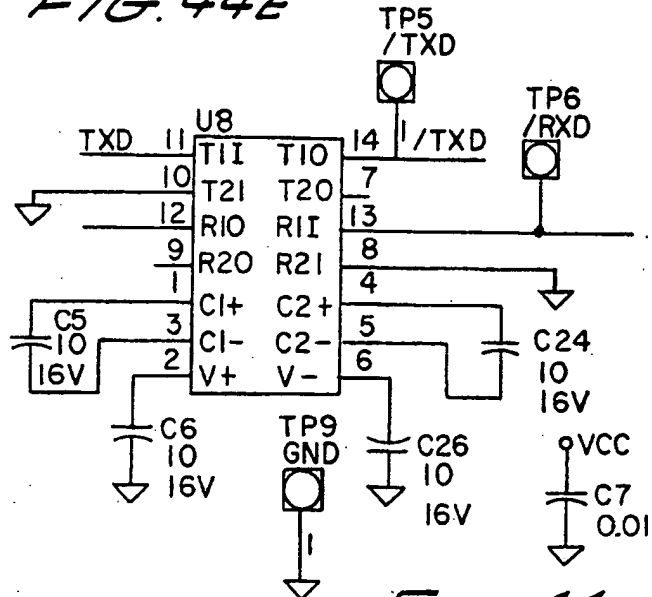 FIG. 44E
TP5
/TXD
TP6
/RXD
U8
TXD 11 T1I T1O 14 1 /TXD
10 T2I T2O 7
12 R1O R1I 13
9 R2O R2I 8
1 C1+ C2+ 4
3 C1- C2- 5
2 V+ V- 6
C5
10
16V
C24
10
16V
C6
10
16V
TP9
GND
1
C26
10
16V
VCC
C7
0.01